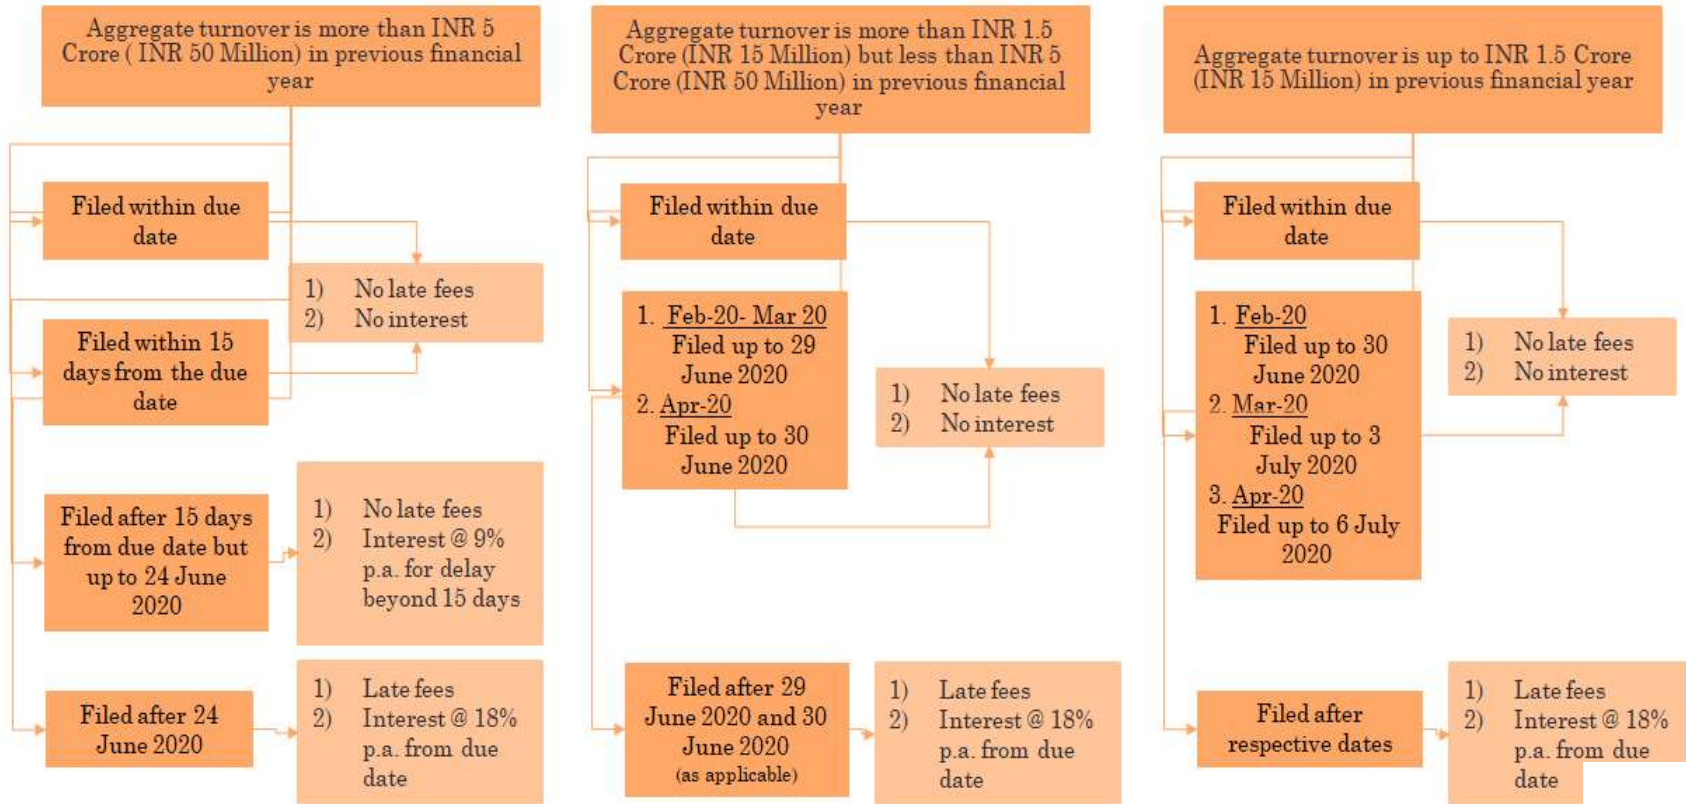 Aggregate turnover is more than INR 5
Crore ( INR 50 Million) in previous financial
year
Filed within due
date
1) No late fees
2) No interest
Filed within 15
days from the due
date
Filed after 15 days
from due date but
up to 24 June
2020
1) No late fees
2) Interest @ 9%
p.a. for delay
beyond 15 days
Filed after 24
June 2020
1) Late fees
2) Interest @ 18%
p.a. from due
date
Aggregate turnover is more than INR 1.5
Crore (INR 15 Million) but less than INR 5
Crore (INR 50 Million) in previous financial
year
Filed within due
date
1. Feb-20- Mar 20
Filed up to 29
June 2020
2. Apr-20
Filed up to 30
June 2020
1) No late fees
2) No interest
Filed after 29
June 2020 and 30
June 2020
(as applicable)
1) Late fees
2) Interest @ 18%
p.a. from due
date
Aggregate turnover is up to INR 1.5 Crore
(INR 15 Million) in previous financial year
Filed within due
date
1. Feb-20
Filed up to 30
June 2020
2. Mar-20
Filed up to 3
July 2020
3. Apr-20
Filed up to 6 July
2020
1) No late fees
2) No interest
Filed after
respective dates
1) Late fees
2) Interest @ 18%
p.a. from due
date